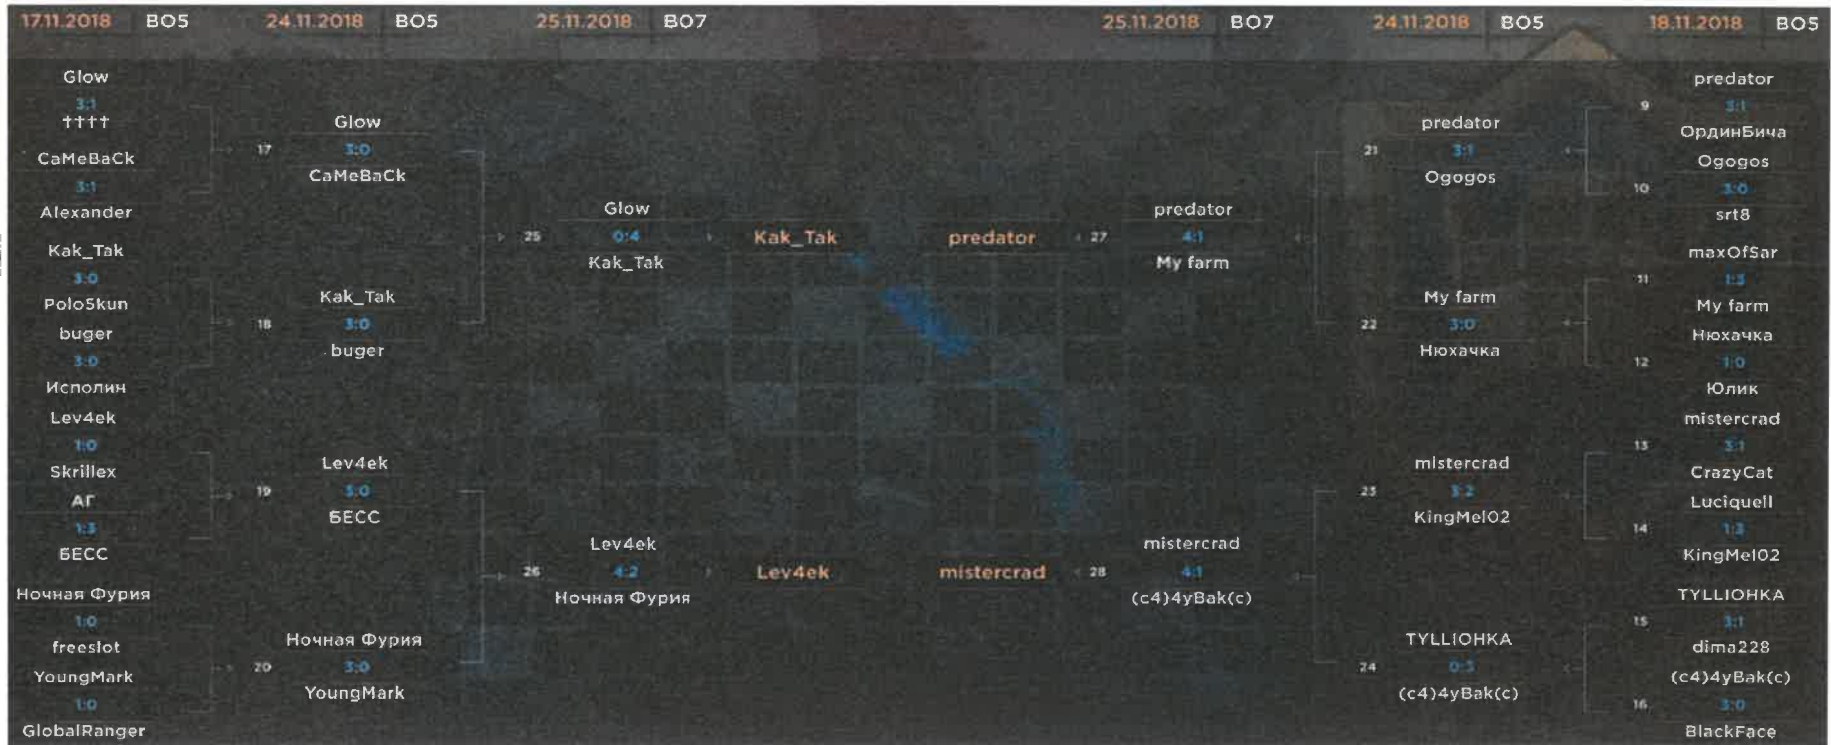 17.11.2018 BO5
24.11.2018 BO5
25.11.2018 BO7
25.11.2018 BO7
24.11.2018 BO5
18.11.2018 BO5
Glow
3:1
††††
CaMeBaCk
3:1
Alexander
Kak_Tak
3:0
PoloSkun
buger
3:0
Исполин
Lev4ek
1:0
Skrillex
АГ
1:3
БЕСС
Ночная Фурия
1:0
freeslot
YoungMark
1:0
GlobalRanger
17
Glow
3:0
CaMeBaCk
18
Kak_Tak
3:0
buger
19
Lev4ek
3:0
БЕСС
20
Ночная Фурия
3:0
YoungMark
25
Glow
0:4
Kak_Tak
26
Lev4ek
4:2
Ночная Фурия
Kak_Tak
Lev4ek
predator
mistercrad
27
predator
4:1
My farm
28
mistercrad
4:1
(c4)4yBak(c)
21
predator
3:1
Ogogos
22
My farm
3:0
Нюхачка
23
mistercrad
3:2
KingMel02
24
TYLLIOHKA
0:3
(c4)4yBak(c)
9
predator
3:1
ОрдинБича
10
Ogogos
3:0
srt8
11
maxOfSar
1:3
My farm
12
Нюхачка
1:0
Юлик
13
mistercrad
3:1
CrazyCat
14
Luciquell
1:3
KingMel02
15
TYLLIOHKA
3:1
dima228
16
(c4)4yBak(c)
3:0
BlackFace